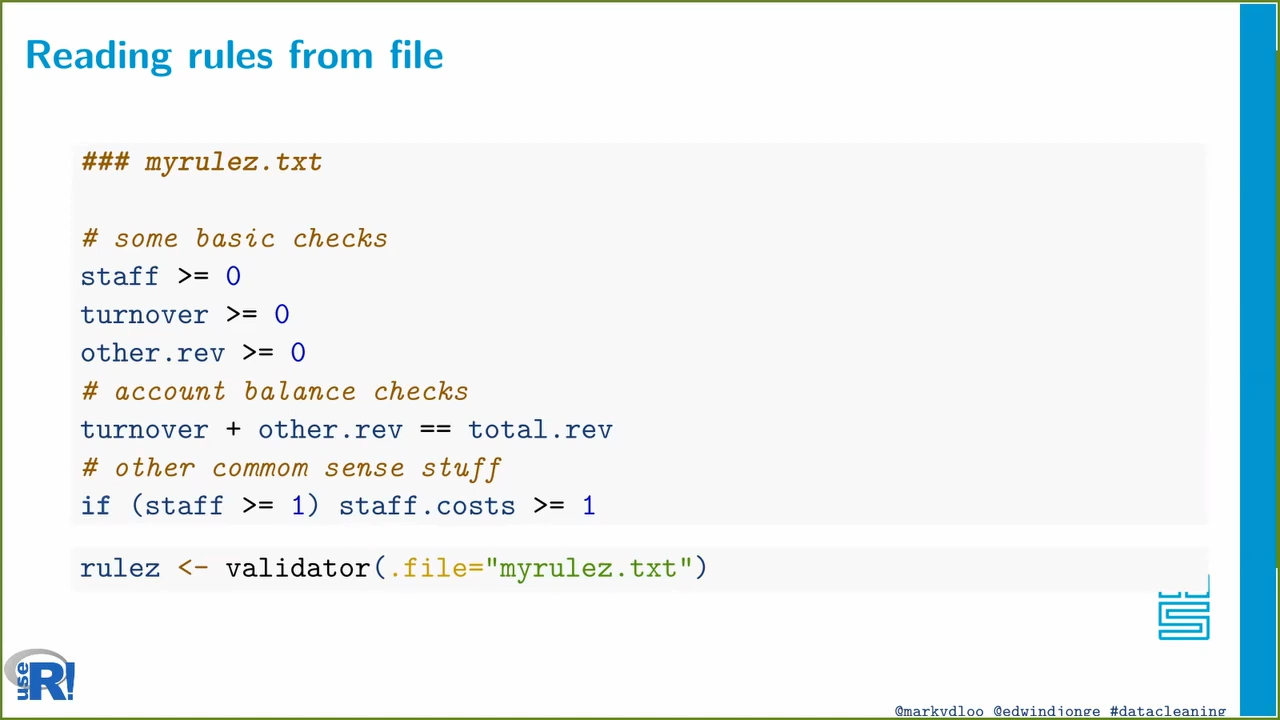 Reading rules from file
### myrulez.txt
# some basic checks
staff >= 0
turnover >= 0
other.rev >= 0
# account balance checks
turnover + other.rev == total.rev
# other commom sense stuff
if (staff >= 1) staff.costs >= 1
rulez <- validator(.file="myrulez.txt")
use R!
@markvdloo @edwindjonge #datacleaning